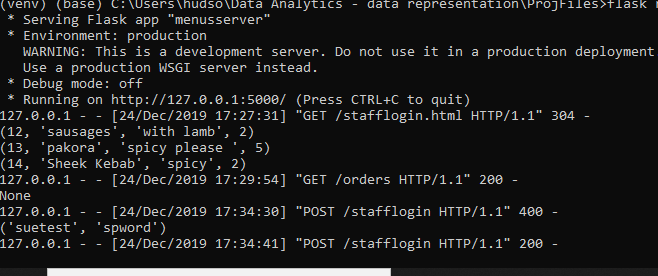 (venv) (base) C:\Users\hudso\Data Analytics - data representation\ProjFiles>flask
* Serving Flask app "menusserver"
* Environment: production
WARNING: This is a development server. Do not use it in a production deployment
Use a production WSGI server instead.
* Debug mode: off
* Running on http://127.0.0.1:5000/ (Press CTRL+C to quit)
127.0.0.1 - - [24/Dec/2019 17:27:31] "GET /stafflogin.html HTTP/1.1" 304 -
(12, 'sausages', 'with lamb', 2)
(13, 'pakora', 'spicy please ', 5)
(14, 'Sheek Kebab', 'spicy', 2)
127.0.0.1 - - [24/Dec/2019 17:29:54] "GET /orders HTTP/1.1" 200 -
None
127.0.0.1 - - [24/Dec/2019 17:34:30] "POST /stafflogin HTTP/1.1" 400 -
('suetest', 'spword')
127.0.0.1 - - [24/Dec/2019 17:34:41] "POST /stafflogin HTTP/1.1" 200 -